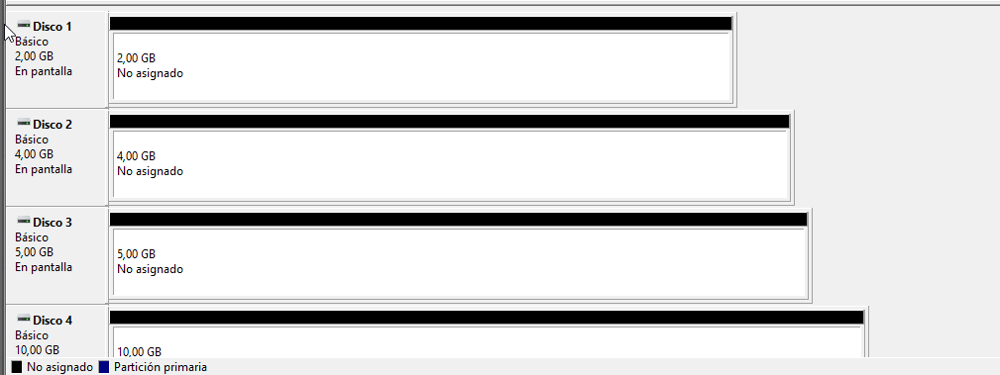 Disco 1
Básico
2,00 GB
En pantalla
2,00 GB
No asignado
Disco 2
Básico
4,00 GB
En pantalla
4,00 GB
No asignado
Disco 3
Básico
5,00 GB
En pantalla
5,00 GB
No asignado
Disco 4
Básico
10,00 GB
10,00 GB
No asignado Partición primaria